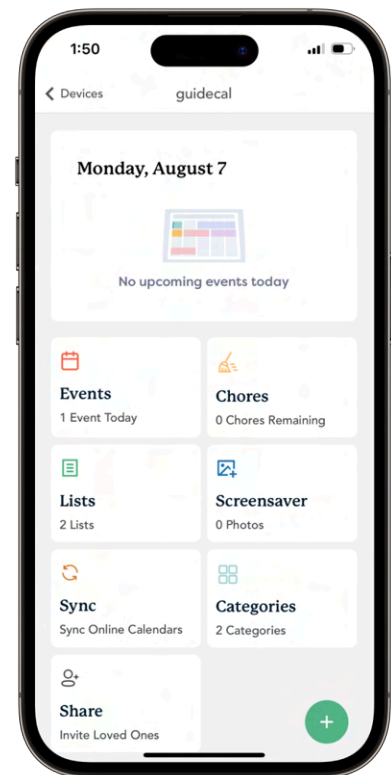 1:50
Devices
guidecal
Monday, August 7
No upcoming events today
Events
1 Event Today
Chores
0 Chores Remaining
Lists
2 Lists
Screensaver
0 Photos
Sync
Sync Online Calendars
Categories
2 Categories
Share
Invite Loved Ones